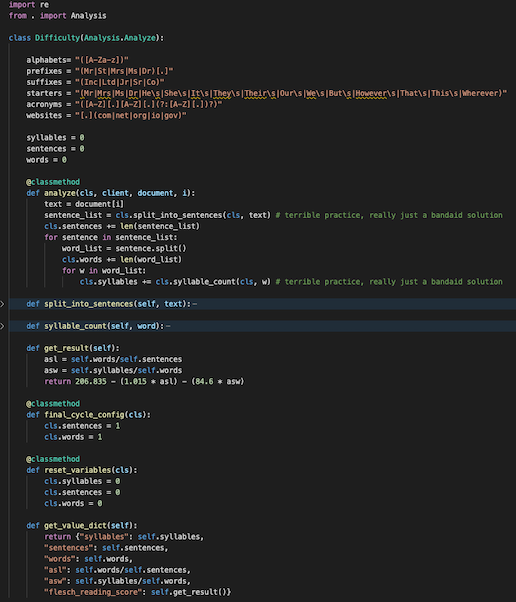 import re
from . import Analysis
class Difficulty(Analysis.Analyze):
alphabets= "([A-Za-z])"
prefixes = "(Mr|St|Mrs|Ms|Dr)[.]"
suffixes = "(Inc|Ltd|Jr|Sr|Co)"
starters = "(Mr|Mrs|Ms|Dr|He\s|She\s|It\s|They\s|Their\s|Our\s|We\s|But\s|However\s|That\s|This\s|Wherever)"
acronyms = "([A-Z][.][A-Z][.](?:[A-Z][.])?)"
websites = "[.](com|net|org|io|gov)"
syllables = 0
sentences = 0
words = 0
@classmethod
def analyze(cls, client, document, i):
text = document[i]
sentence_list = cls.split_into_sentences(cls, text) # terrible practice, really just a bandaid solution
cls.sentences += len(sentence_list)
for sentence in sentence_list:
word_list = sentence.split()
cls.words += len(word_list)
for w in word_list:
cls.syllables += cls.syllable_count(cls, w) # terrible practice, really just a bandaid solution
def split_into_sentences(self, text):
def syllable_count(self, word):
def get_result(self):
asl = self.words/self.sentences
asw = self.syllables/self.words
return 206.835 - (1.015 * asl) - (84.6 * asw)
@classmethod
def final_cycle_config(cls):
cls.sentences = 1
cls.words = 1
@classmethod
def reset_variables(cls):
cls.syllables = 0
cls.sentences = 0
cls.words = 0
def get_value_dict(self):
return {"syllables": self.syllables,
"sentences": self.sentences,
"words": self.words,
"asl": self.words/self.sentences,
"asw": self.syllables/self.words,
"flesch_reading_score": self.get_result()}